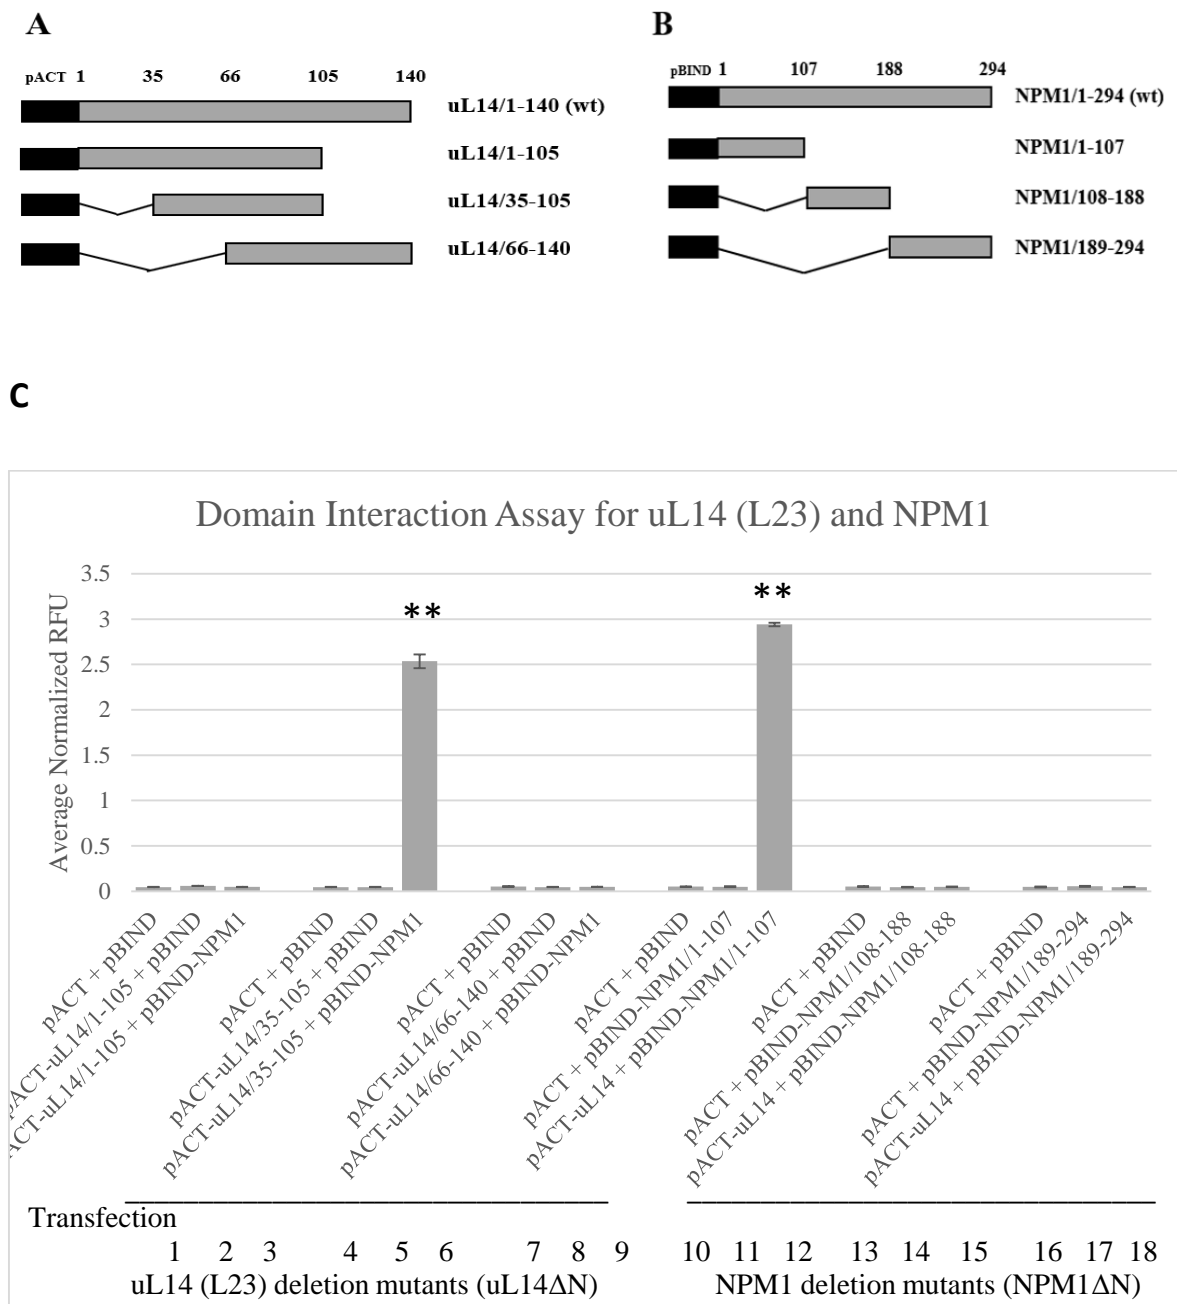 A
pACT 1 35 66 105 140
uL14/1-140 (wt)
uL14/1-105
uL14/35-105
uL14/66-140
B
pBIND 1 107 188 294
NPM1/1-294 (wt)
NPM1/1-107
NPM1/108-188
NPM1/189-294
C
Domain Interaction Assay for uL14 (L23) and NPM1
Average Normalized RFU
3.5
3
2.5
2
1.5
1
0.5
0
**
**
pACT + pBIND
pACT-uL14/1-105 + pBIND
ACT-uL14/1-105 + pBIND-NPM1
pACT + pBIND
pACT-uL14/35-105 + pBIND
pACT-uL14/35-105 + pBIND-NPM1
pACT + pBIND
pACT-uL14/66-140 + pBIND
pACT-uL14/66-140 + pBIND-NPM1
pACT + pBIND
pACT + pBIND-NPM1/1-107
pACT-uL14 + pBIND-NPM1/1-107
pACT + pBIND
pACT + pBIND-NPM1/108-188
pACT-uL14 + pBIND-NPM1/108-188
pACT + pBIND
pACT + pBIND-NPM1/189-294
pACT-uL14 + pBIND-NPM1/189-294
Transfection
1 2 3 4 5 6 7 8 9 10 11 12 13 14 15 16 17 18
uL14 (L23) deletion mutants (uL14ΔN)
NPM1 deletion mutants (NPM1ΔN)